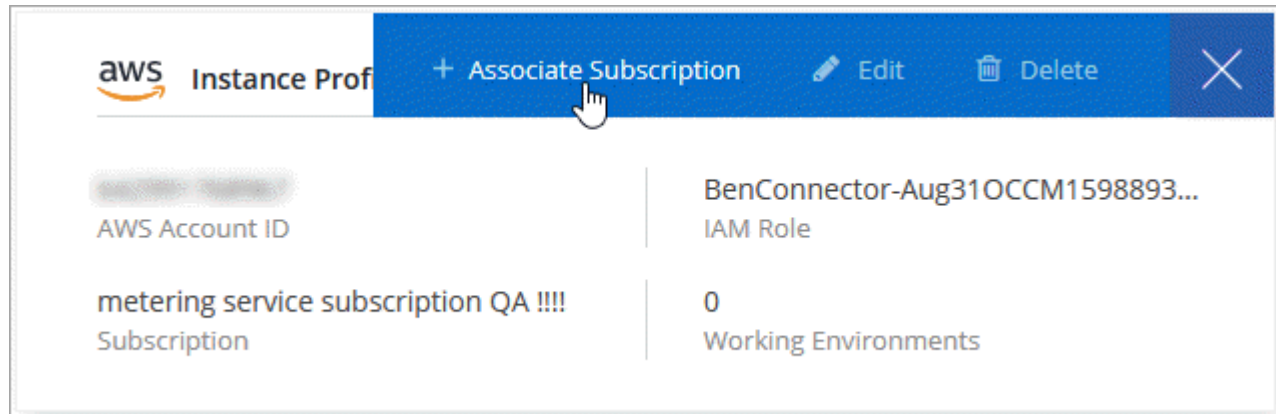 aws Instance Profi + Associate Subscription Edit Delete
BenConnector-Aug31OCCM1598893...
AWS Account ID IAM Role
metering service subscription QA !!!! 0
Subscription Working Environments